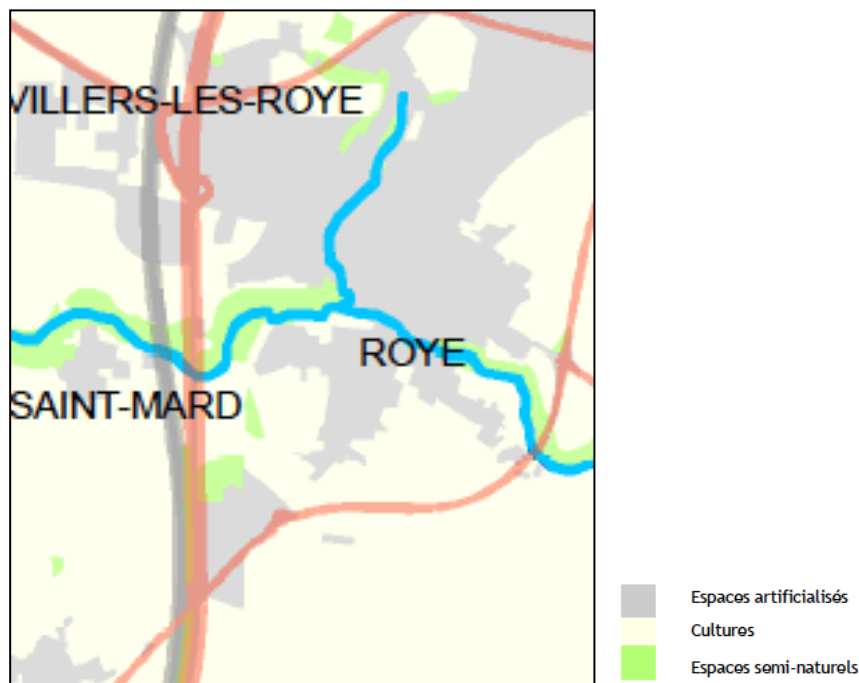 VILLERS-LES-ROYE
ROYE
SAINT-MARD
Espaces artificialisés
Cultures
Espaces semi-naturels